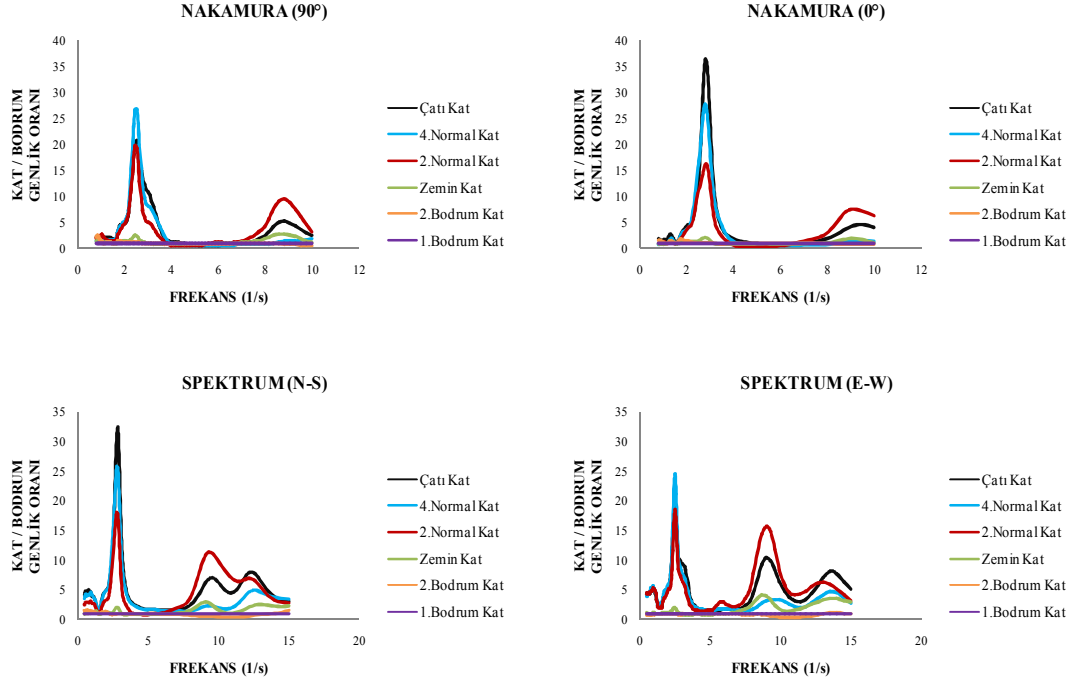 NAKAMURA (90°)
KAT / BODRUM
GENLİK ORANI
40
35
30
25
20
15
10
5
0
0 2 4 6 8 10 12
FREKANS (1/s)
Çatı Kat
4.Normal Kat
2.Normal Kat
Zemin Kat
2.Bodrum Kat
1.Bodrum Kat
NAKAMURA (0°)
KAT / BODRUM
GENLİK ORANI
40
35
30
25
20
15
10
5
0
0 2 4 6 8 10 12
FREKANS (1/s)
Çatı Kat
4.Normal Kat
2.Normal Kat
Zemin Kat
2.Bodrum Kat
1.Bodrum Kat
SPEKTRUM (N-S)
KAT / BODRUM
GENLİK ORANI
35
30
25
20
15
10
5
0
0 5 10 15 20
FREKANS (1/s)
Çatı Kat
4.Normal Kat
2.Normal Kat
Zemin Kat
2.Bodrum Kat
1.Bodrum Kat
SPEKTRUM (E-W)
KAT / BODRUM
GENLİK ORANI
35
30
25
20
15
10
5
0
0 5 10 15 20
FREKANS (1/s)
Çatı Kat
4.Normal Kat
2.Normal Kat
Zemin Kat
2.Bodrum Kat
1.Bodrum Kat